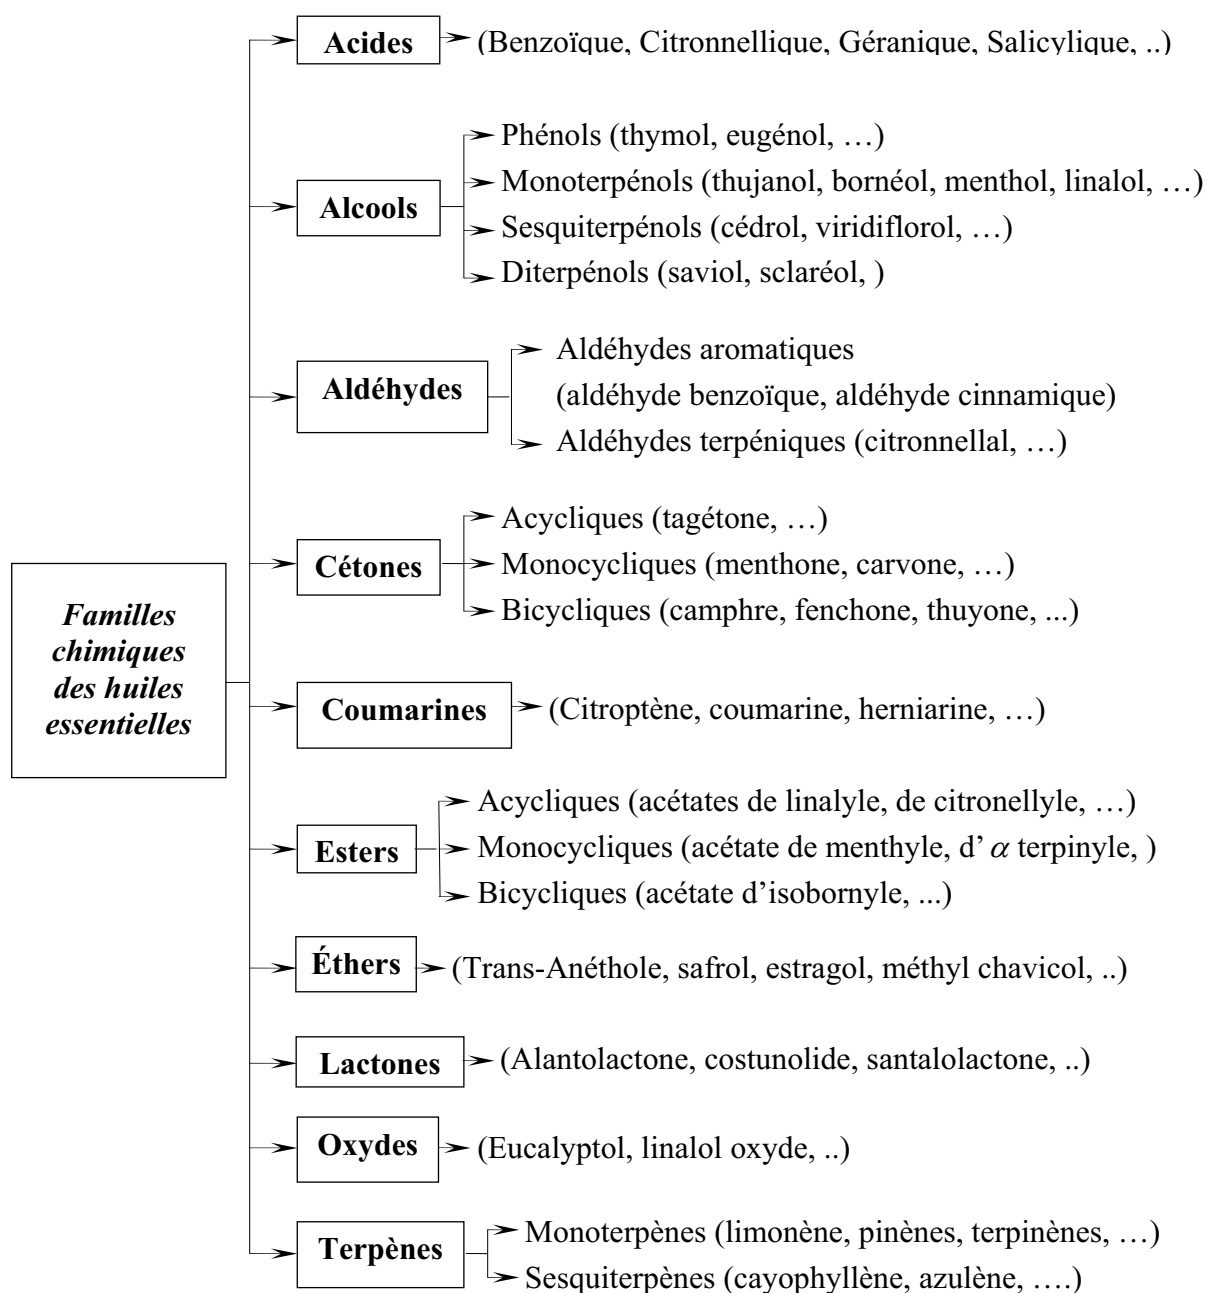 Acides (Benzoïque, Citronnellique, Géranique, Salicylique, ..)
Phénols (thymol, eugénol, …)
Monoterpénols (thujanol, bornéol, menthol, linalol, …)
Alcools
Sesquiterpénols (cédrol, viridiflorol, …)
Diterpénols (saviol, sclaréol, )
Aldéhydes aromatiques
Aldéhydes
(aldéhyde benzoïque, aldéhyde cinnamique)
Aldéhydes terpéniques (citronnellal, …)
Acycliques (tagétone, …)
Cétones
Monocycliques (menthone, carvone, …)
Bicycliques (camphre, fenchone, thuyone, ...)
Familles
chimiques
des huiles
essentielles
Coumarines (Citroptène, coumarine, herniarine, …)
Acycliques (acétates de linalyle, de citronellyle, …)
Esters
Monocycliques (acétate de menthyle, d’ α terpinyle, )
Bicycliques (acétate d’isobornyle, ...)
Éthers (Trans-Anéthole, safrol, estragol, méthyl chavicol, ..)
Lactones (Alantolactone, costunolide, santalolactone, ..)
Oxydes (Eucalyptol, linalol oxyde, ..)
Monoterpènes (limonène, pinènes, terpinènes, …)
Terpènes
Sesquiterpènes (cayophyllène, azulène, ….)